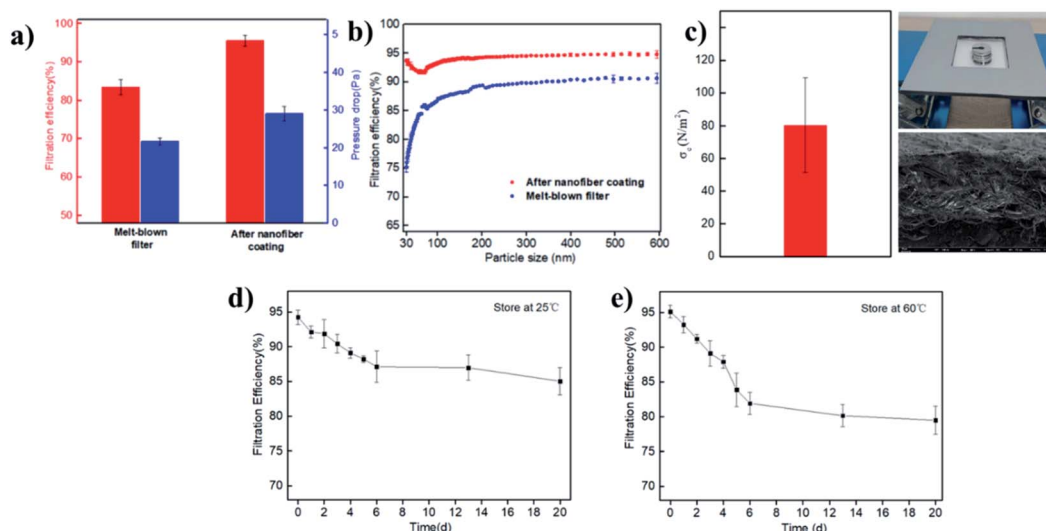 a)
100
90
80
70
60
50
Filtration efficiency(%)
5
40
30
20
10
0
Pressure drop(Pa)
Melt-blown
filter
After nanofiber
coating
b)
100
95
90
85
80
75
70
65
Filtration efficiency(%)
After nanofiber coating
Melt-blown filter
30
100
200
300
400
500
600
Particle size (nm)
c)
140
120
100
80
60
40
20
0
σc (N/m²)
d)
Store at 25℃
95
90
85
80
75
70
Filtration Efficiency(%)
0 2 4 6 8 10 12 14 16 18 20
Time(d)
e)
Store at 60℃
95
90
85
80
75
70
Filtration Efficiency(%)
0 2 4 6 8 10 12 14 16 18 20
Time (d)